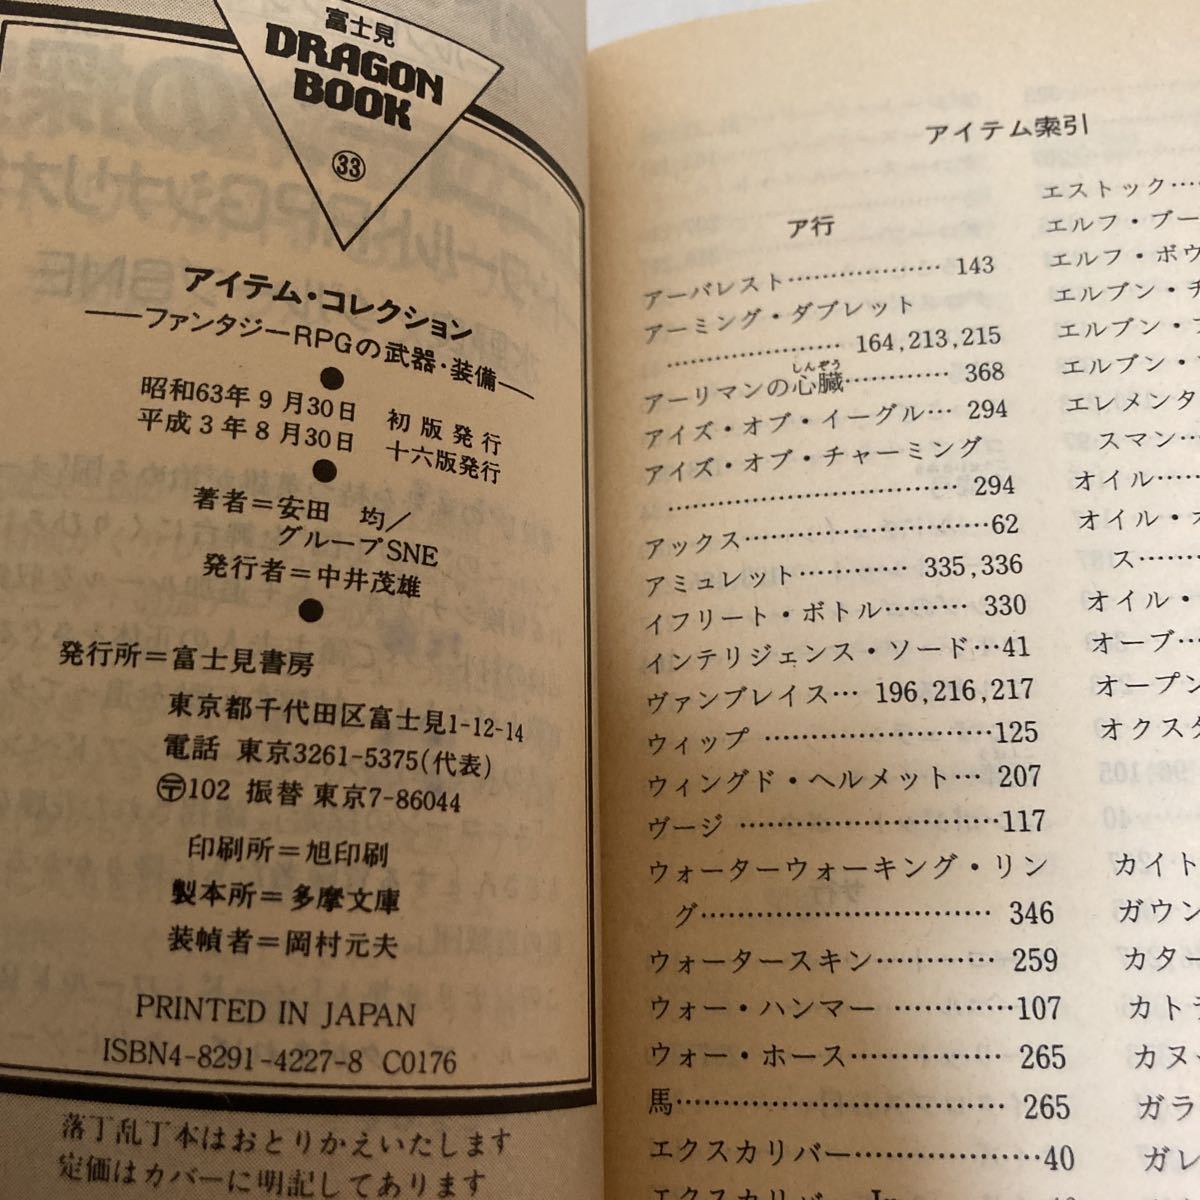 富士見
DRAGON
BOOK
㉝
アイテム・コレクション
――ファンタジーRPGの武器・装備――
●
昭和63年9月30日 初版発行
平成3年8月30日 十六版発行
●
著者＝安田 均／
グループSNE
発行者＝中井茂雄
●
発行所＝富士見書房
東京都千代田区富士見1-12-14
電話 東京3261-5375(代表)
〒102 振替 東京7-86044
印刷所＝旭印刷
製本所＝多摩文庫
装幀者＝岡村元夫
PRINTED IN JAPAN
ISBN4-8291-4227-8 C0176
落丁乱丁本はおとりかえいたします
定価はカバーに明記してあります
アイテム索引
ア行
アーバレスト……………… 143
アーミング・ダブレット
……………… 164,213,215
アーリマンの心臓………… 368
しんぞう
アイズ・オブ・イーグル… 294
アイズ・オブ・チャーミング
…………………………… 294
アックス……………………62
アミュレット………… 335,336
イフリート・ボトル……… 330
インテリジェンス・ソード…41
ヴァンブレイス… 196,216,217
ウィップ ……………………125
ウィングド・ヘルメット… 207
ヴージ ………………………117
ウォーターウォーキング・リン
グ………………………… 346
ウォータースキン…………259
ウォー・ハンマー …………107
ウォー・ホース…………… 265
馬…………………………… 265
エクスカリバー………………40
エクスカリバー
エストック…
エルフ・ブー
エルフ・ボウ
エルブン・
エルブン・
エルブン・
エレメンタ
スマン…
オイル……
オイル・
ス……
オイル・
オーブ……
オープン
オクスタ
カイト
ガウン
カター
カトラ
カヌ
ガラ
ガレ